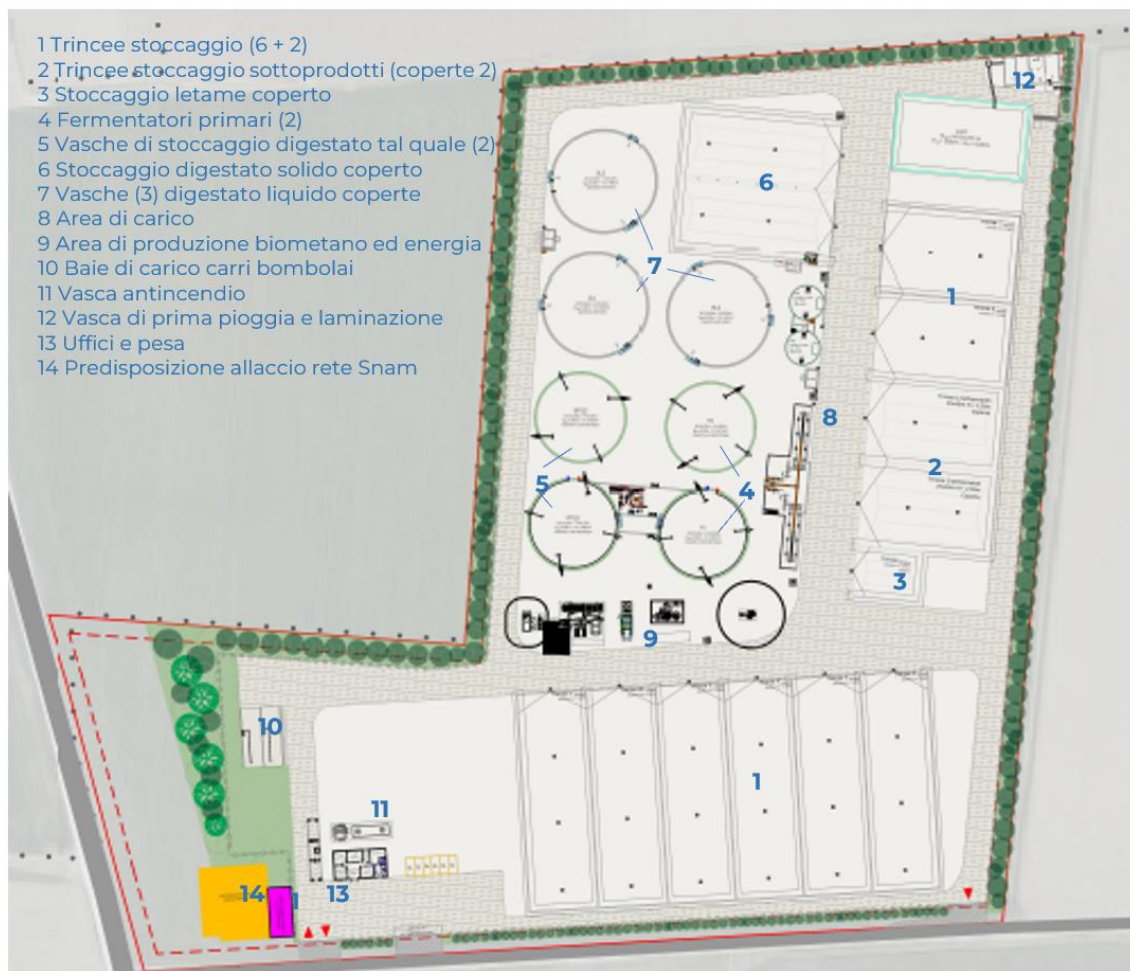 1 Trincee stoccaggio (6 + 2)
2 Trincee stoccaggio sottoprodotti (coperte 2)
3 Stoccaggio letame coperto
4 Fermentatori primari (2)
5 Vasche di stoccaggio digestato tal quale (2)
6 Stoccaggio digestato solido coperto
7 Vasche (3) digestato liquido coperte
8 Area di carico
9 Area di produzione biometano ed energia
10 Baie di carico carri bombolai
11 Vasca antincendio
12 Vasca di prima pioggia e laminazione
13 Uffici e pesa
14 Predisposizione allaccio rete Snam
12
6
7
1
8
2
5
4
3
9
10
1
11
14
13